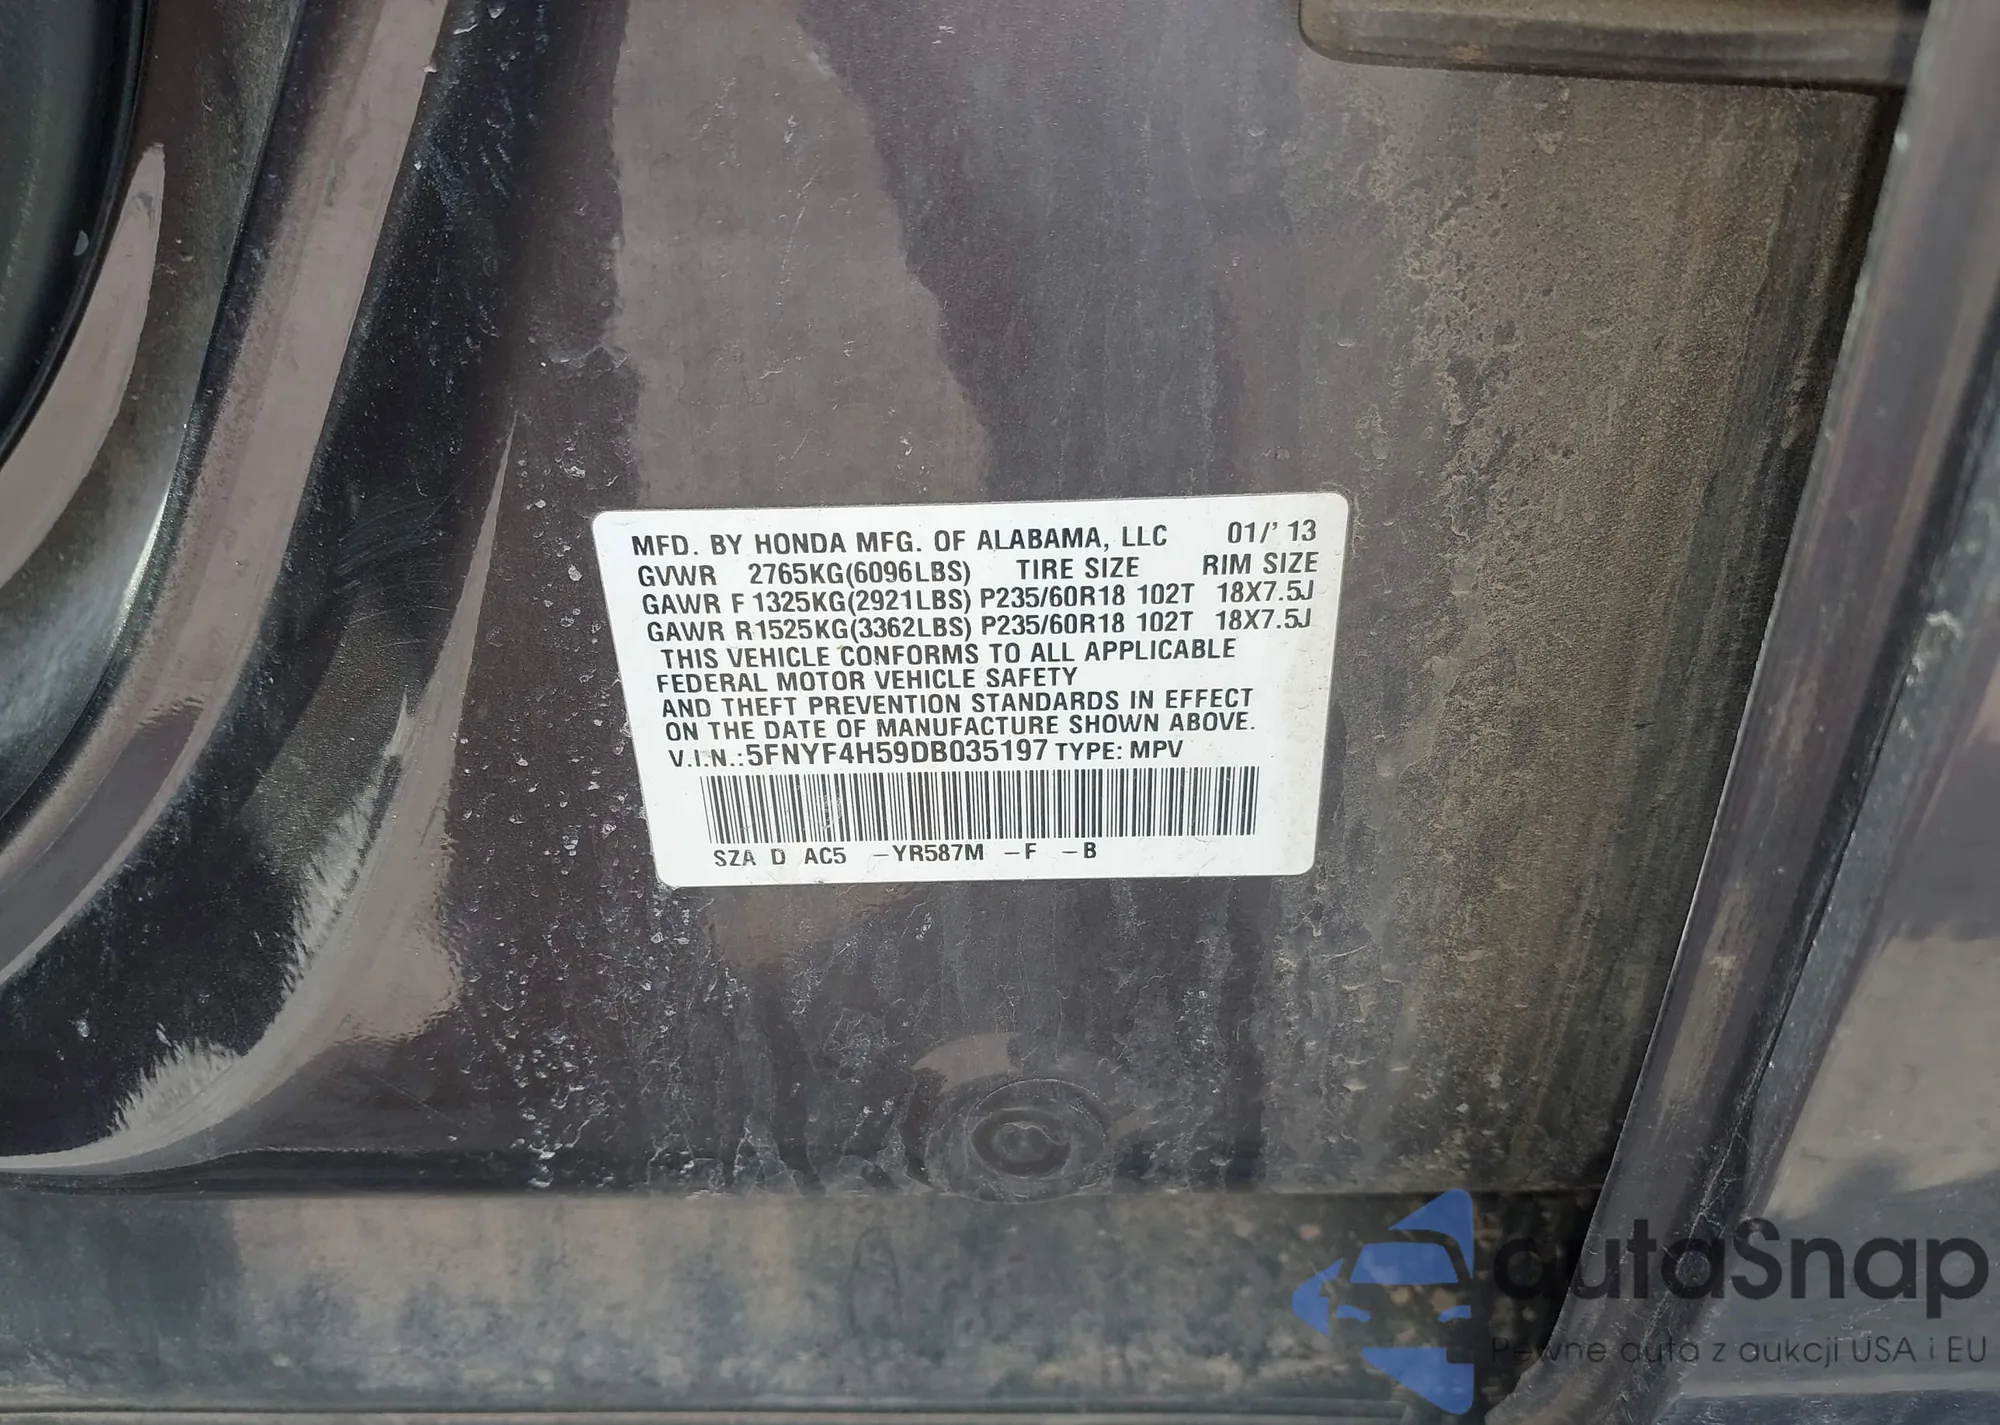 MFD. BY HONDA MFG. OF ALABAMA, LLC 01/' 13
GVWR 2765KG(6096LBS) TIRE SIZE RIM SIZE
GAWR F 1325KG(2921LBS) P235/60R18 102T 18X7.5J
GAWR R1525KG(3362LBS) P235/60R18 102T 18X7.5J
THIS VEHICLE CONFORMS TO ALL APPLICABLE
FEDERAL MOTOR VEHICLE SAFETY
AND THEFT PREVENTION STANDARDS IN EFFECT
ON THE DATE OF MANUFACTURE SHOWN ABOVE.
V.I.N.:5FNYF4H59DB035197 TYPE: MPV
SZA D AC5 -YR587M -F -B
autaSnap
Pewne auta z aukcji USA i EU